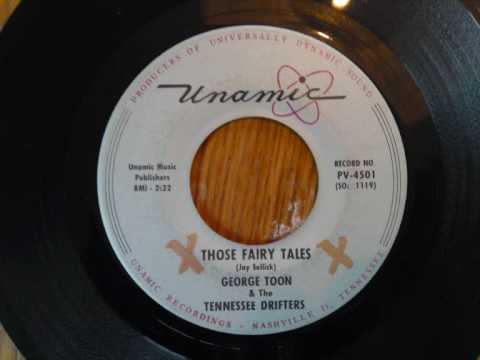 PRODUCERS OF UNIVERSALLY DYNAMIC SOUND
Unamic
Unamic Music
Publishers
BMI - 2:32
RECORD NO.
PV-4501
(SO: 1119)
THOSE FAIRY TALES
(Jay Sellick)
GEORGE TOON
& The
TENNESSEE DRIFTERS
UNAMIC RECORDINGS - NASHVILLE 11, TENNESSEE